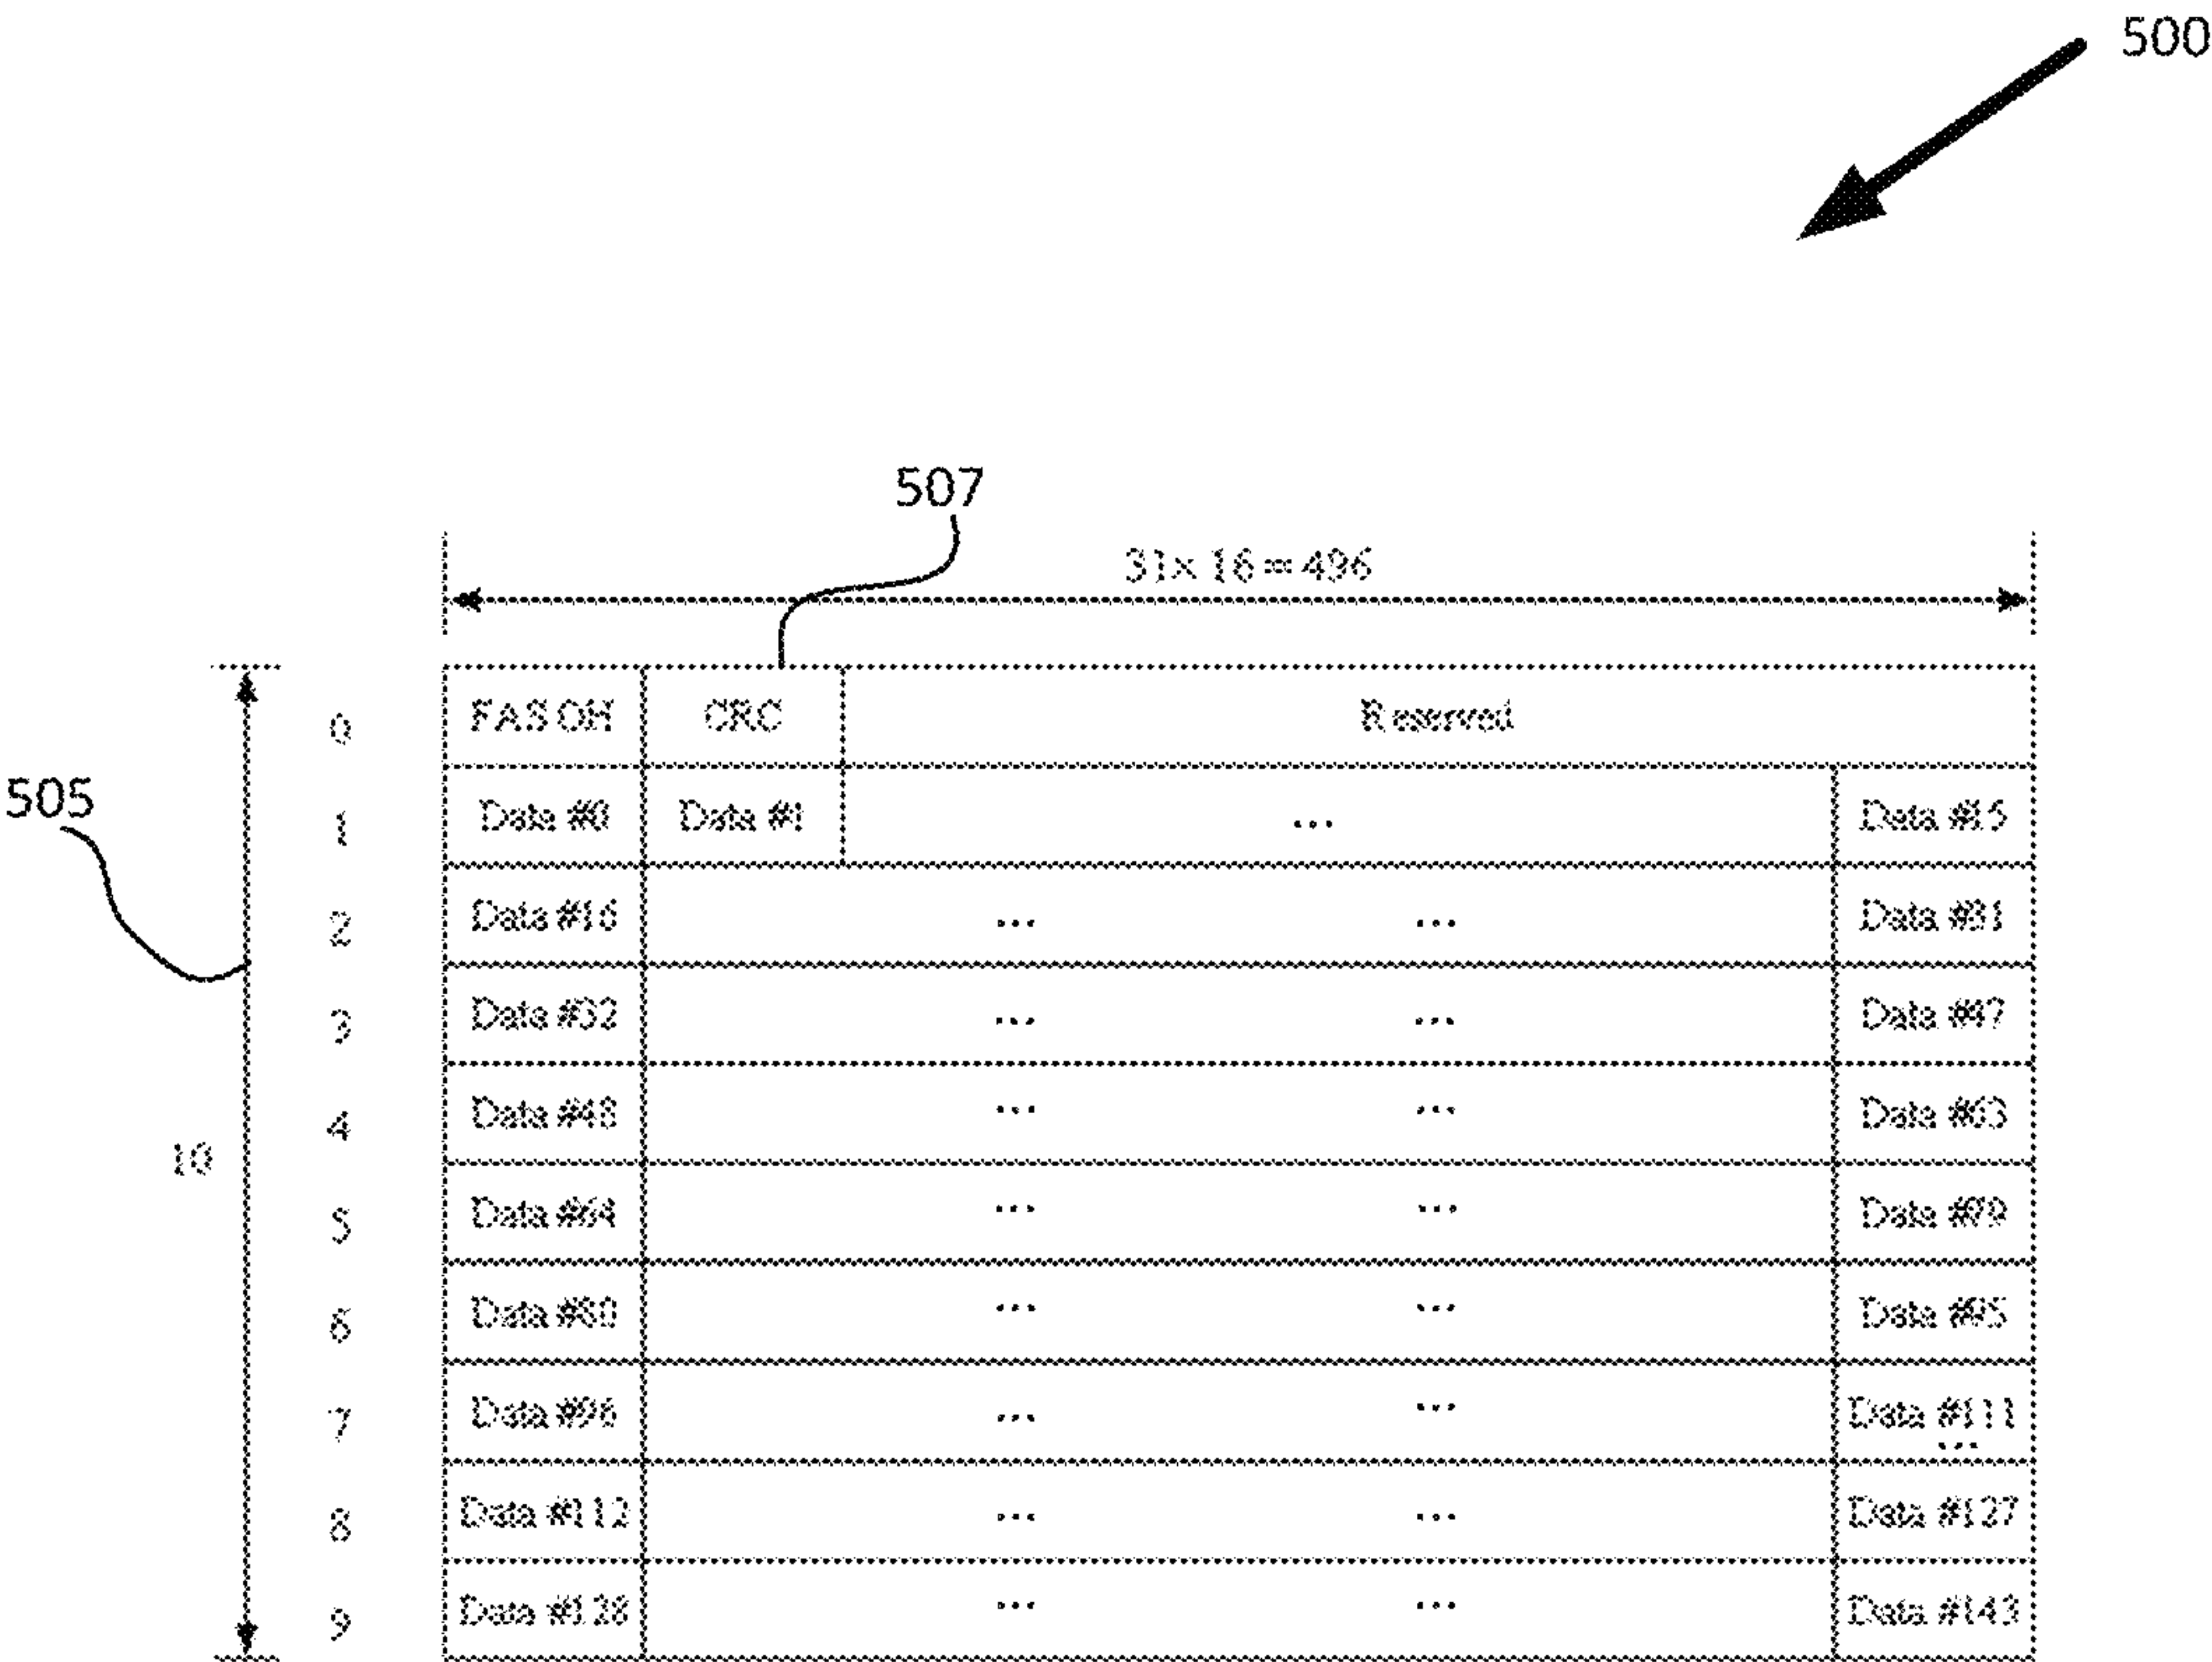 500
507
31× 16 = 496
0 FAS OH CRC Reserved
505
1 Data #0 Data #1 ... Data #15
2 Data #16 ... ... Data #31
3 Data #32 ... ... Data #47
4 Data #48 ... ... Data #63
10
5 Data #64 ... ... Data #79
6 Data #80 ... ... Data #95
7 Data #96 ... ... Data #111
...
8 Data #112 ... ... Data #127
9 Data #128 ... ... Data #143